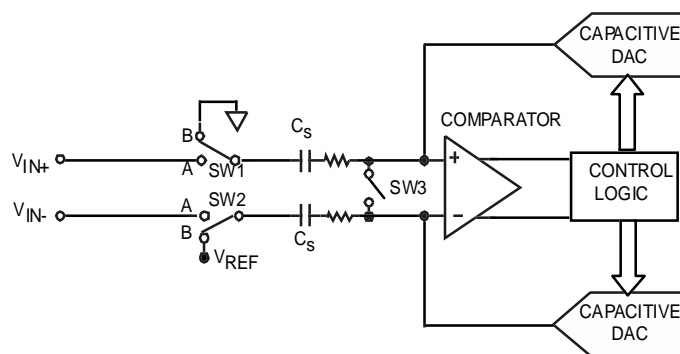 CAPACITIVE
DAC
COMPARATOR
B
CS
VIN+
A
SW1
+
CONTROL
LOGIC
SW3
VIN-
A
SW2
B
CS
−
VREF
CAPACITIVE
DAC